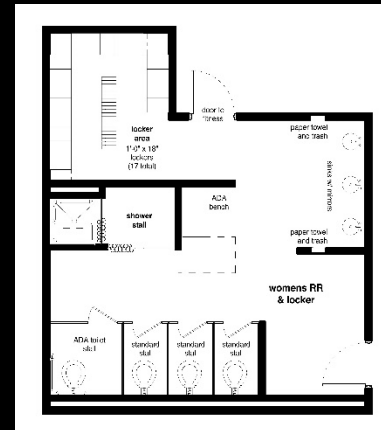 door to
fitness
paper towel
and trash
locker
area
1'-0" x 18"
lockers
(17 total)
sinks w/ mirrors
ADA
bench
shower
stall
paper towel
and trash
womens RR
& locker
ADA toilet
stall
standard
stall
standard
stall
standard
stall